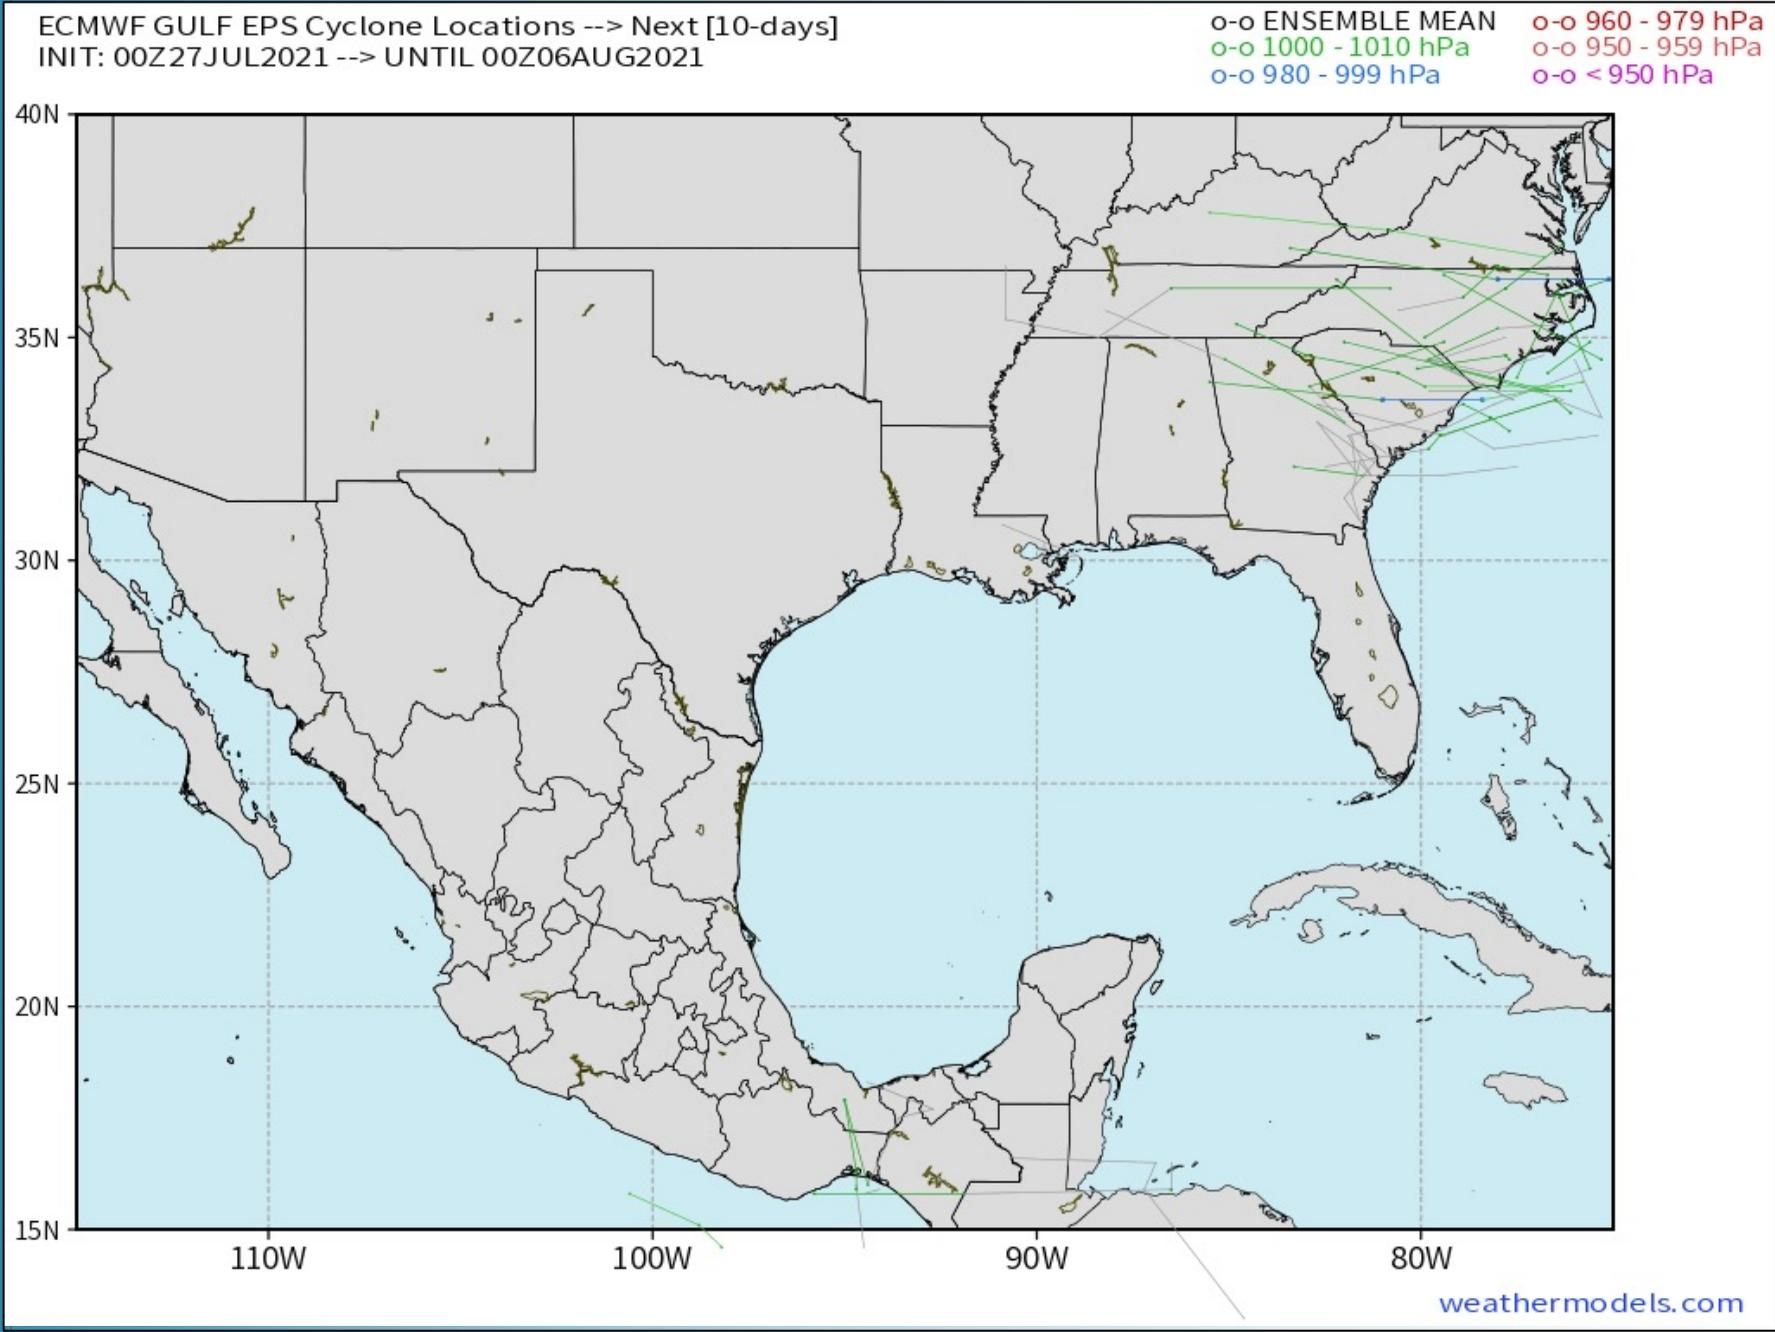 ECMWF GULF EPS Cyclone Locations --> Next [10-days]
INIT: 00Z27JUL2021 --> UNTIL 00Z06AUG2021
o-o ENSEMBLE MEAN
o-o 1000 - 1010 hPa
o-o 980 - 999 hPa
o-o 960 - 979 hPa
o-o 950 - 959 hPa
o-o < 950 hPa
40N
35N
30N
25N
20N
15N
110W
100W
90W
80W
weathermodels.com